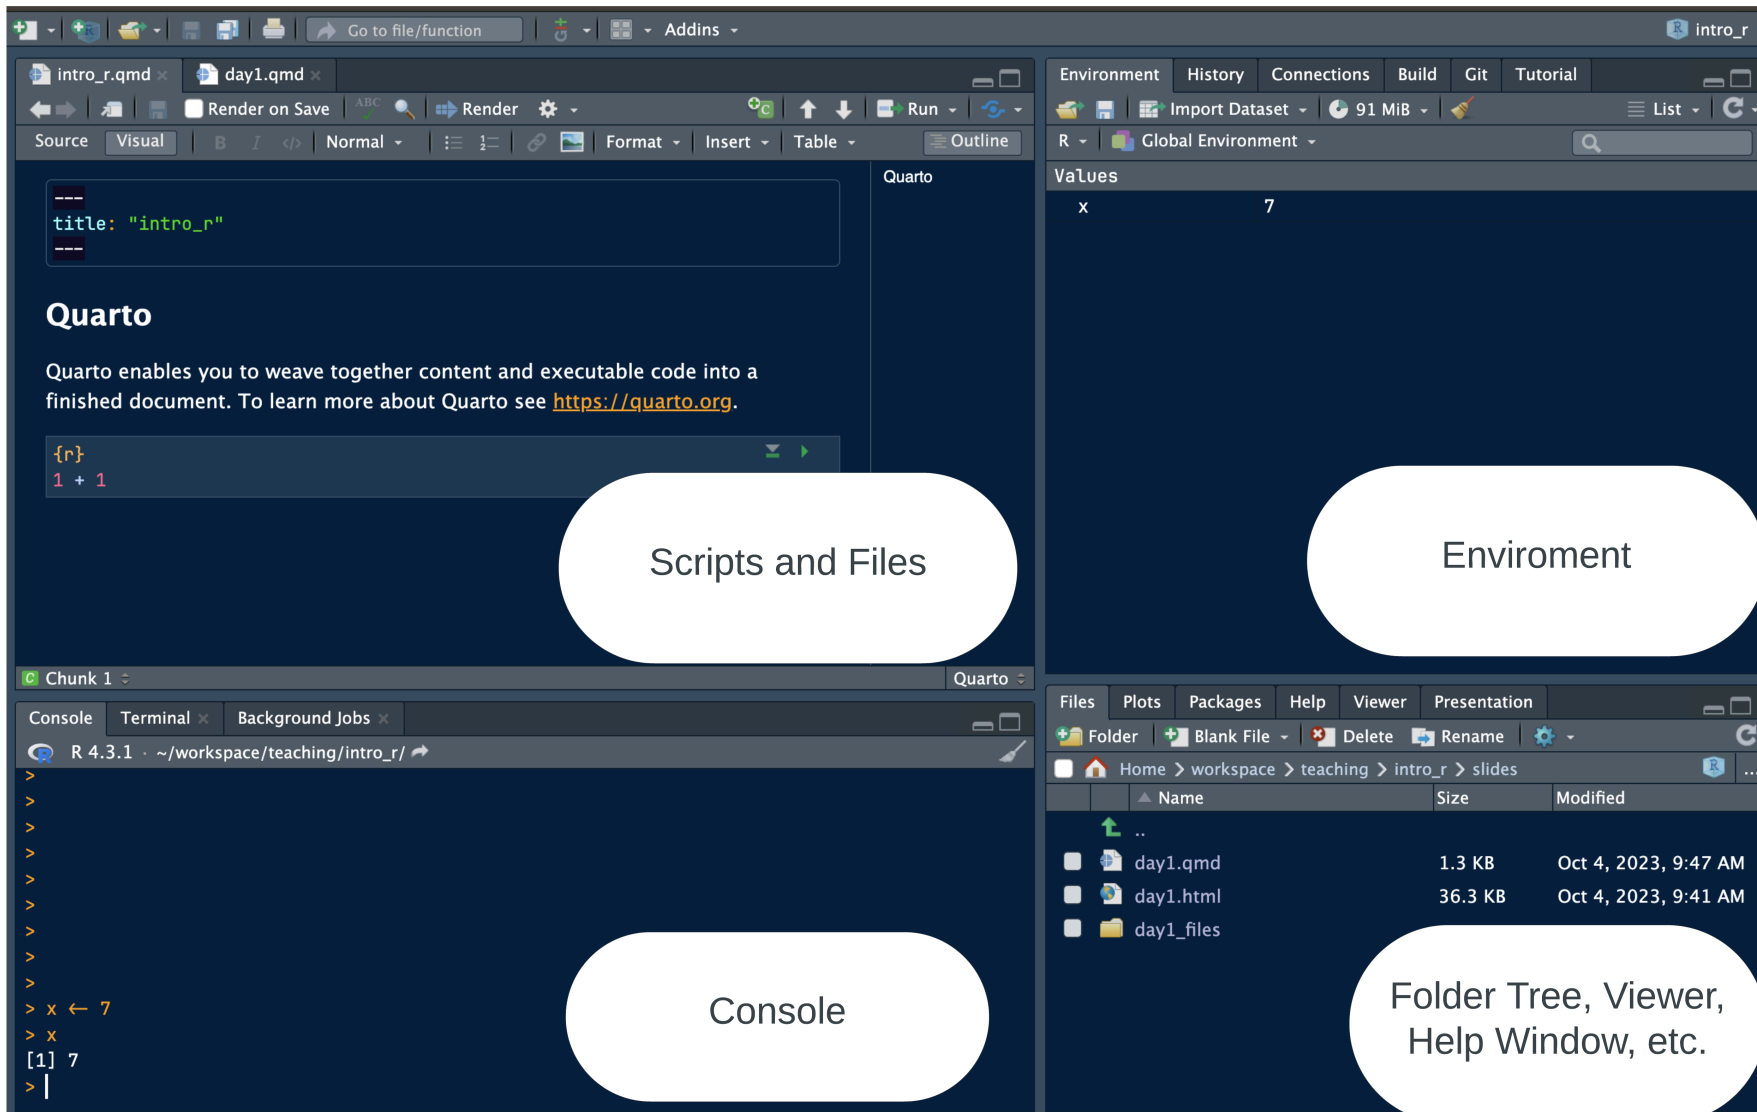 Go to file/function Addins intro_r
intro_r.qmd day1.qmd
Render on Save ABC Render Run
Source Visual B I </> Normal Format Insert Table Outline
---
title: "intro_r"
---
Quarto
Quarto
Quarto enables you to weave together content and executable code into a
finished document. To learn more about Quarto see https://quarto.org.
{r}
1 + 1
Scripts and Files
C Chunk 1 Quarto
Environment History Connections Build Git Tutorial
Import Dataset 91 MiB List
R Global Environment
Values
x 7
Enviroment
Console Terminal Background Jobs
R R 4.3.1 · ~/workspace/teaching/intro_r/
>
>
>
>
>
>
>
>
>
> x ← 7
> x
[1] 7
>
Console
Files Plots Packages Help Viewer Presentation
Folder Blank File Delete Rename
Home workspace teaching intro_r slides R ...
Name Size Modified
..
day1.qmd 1.3 KB Oct 4, 2023, 9:47 AM
day1.html 36.3 KB Oct 4, 2023, 9:41 AM
day1_files
Folder Tree, Viewer,
Help Window, etc.